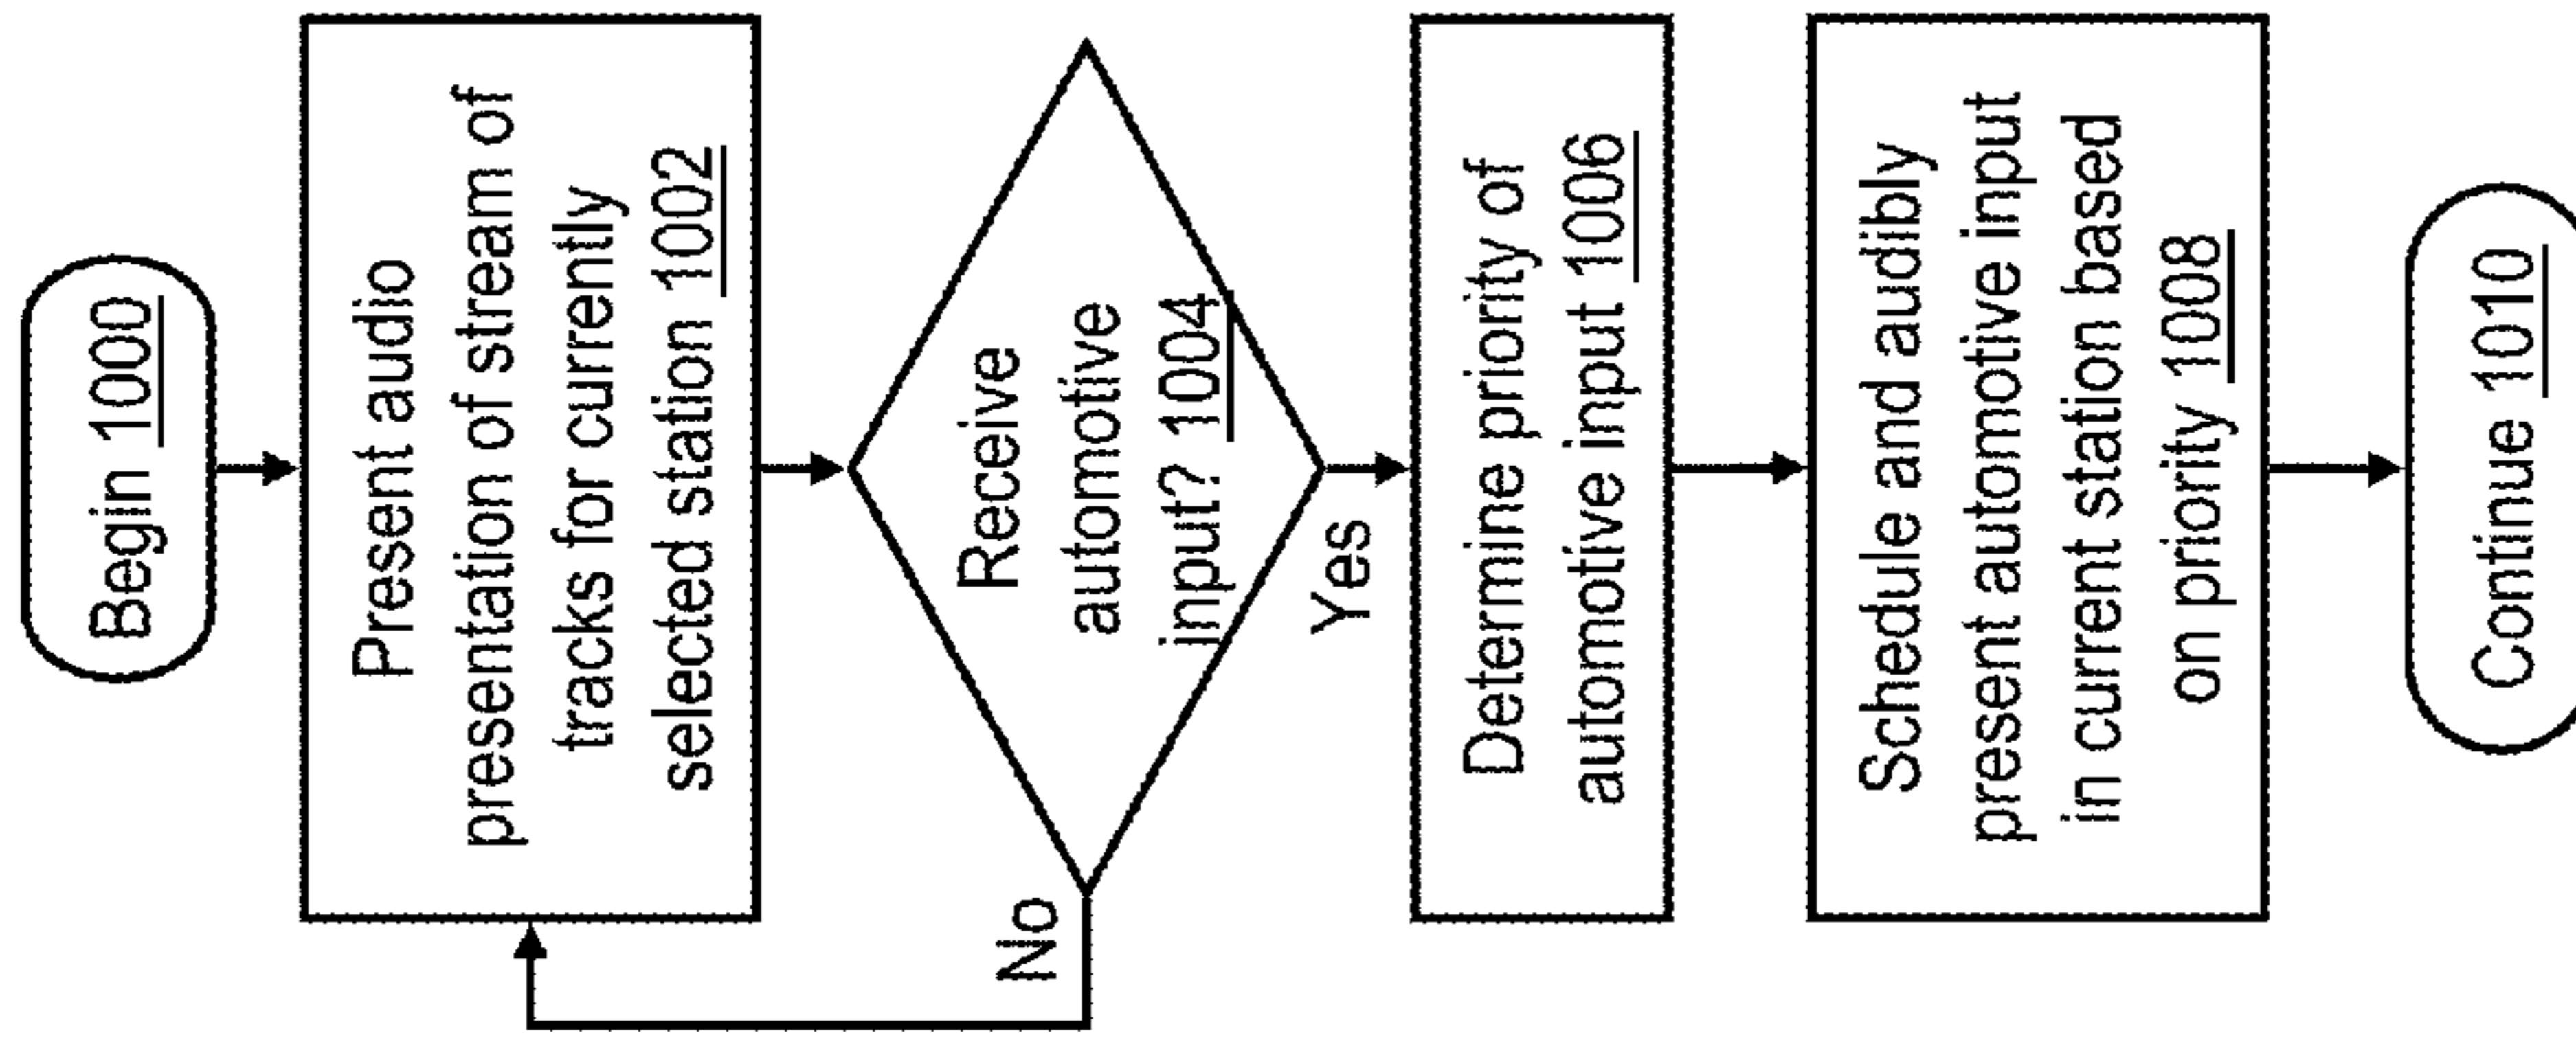 Begin 1000
Present audio
presentation of stream of
tracks for currently
selected station 1002
Receive
automotive
input? 1004
No
Yes
Determine priority of
automotive input 1006
Schedule and audibly
present automotive input
in current station based
on priority 1008
Continue 1010